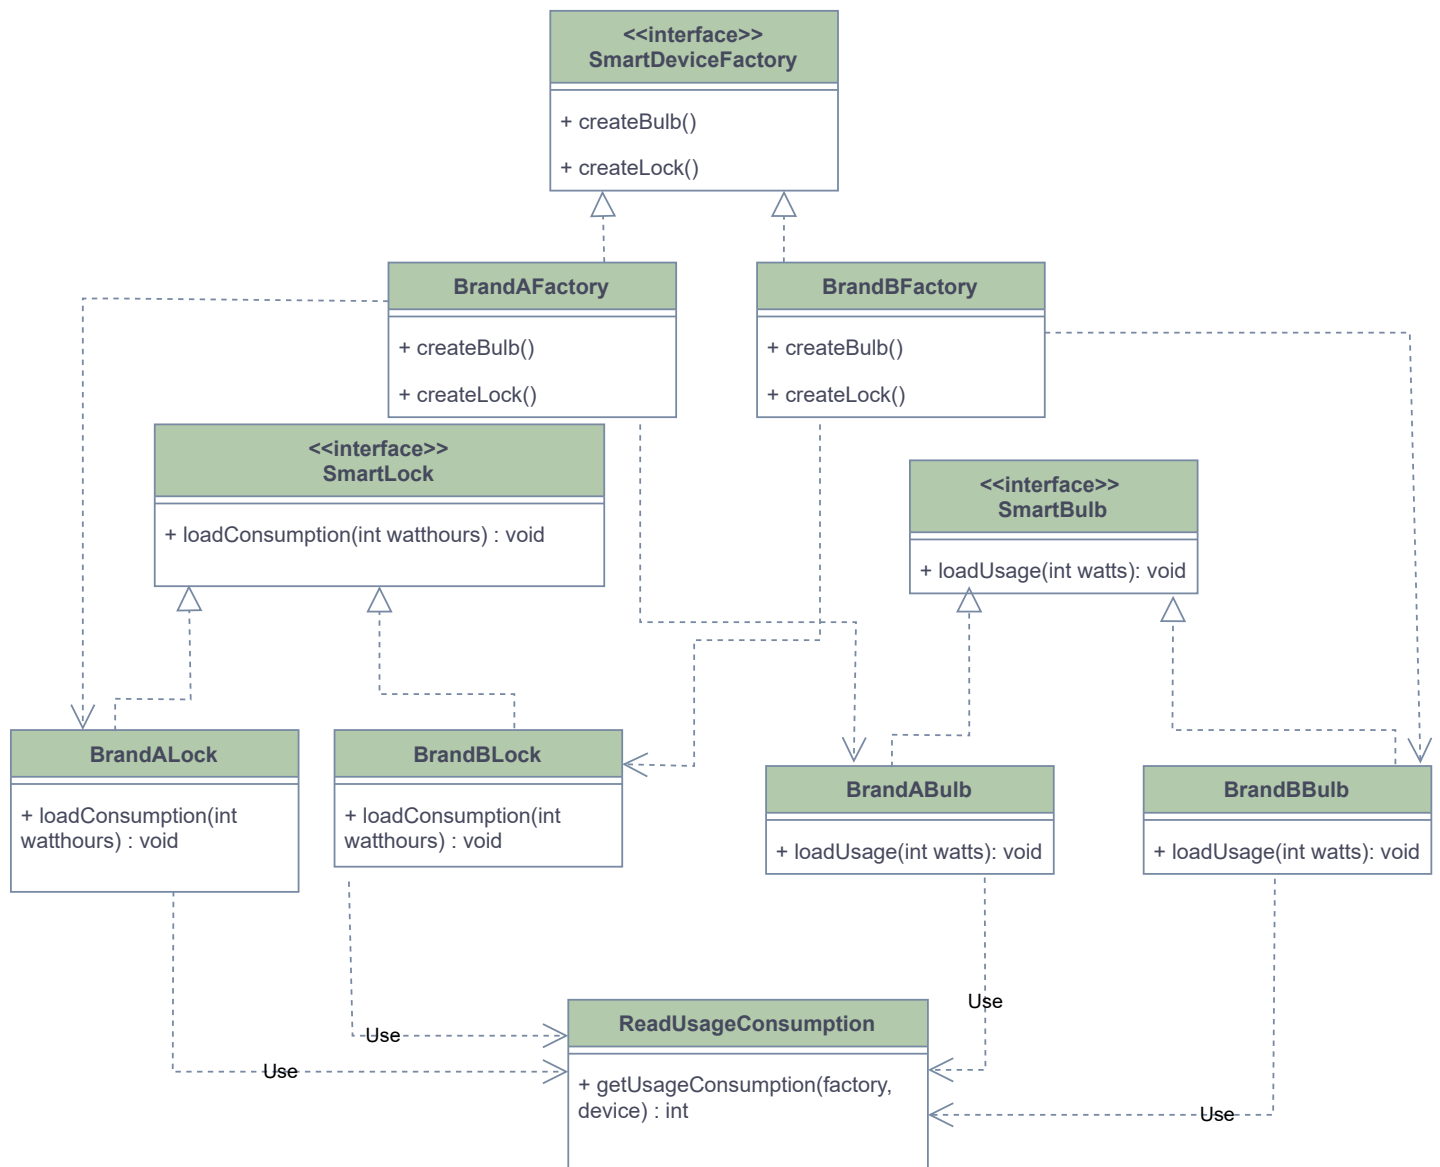 <<interface>>
SmartDeviceFactory
+ createBulb()
+ createLock()
BrandAFactory
+ createBulb()
+ createLock()
BrandBFactory
+ createBulb()
+ createLock()
<<interface>>
SmartLock
+ loadConsumption(int watthours) : void
<<interface>>
SmartBulb
+ loadUsage(int watts): void
BrandALock
+ loadConsumption(int
watthours) : void
BrandBLock
+ loadConsumption(int
watthours) : void
BrandABulb
+ loadUsage(int watts): void
BrandBBulb
+ loadUsage(int watts): void
Use
Use
Use
Use
ReadUsageConsumption
+ getUsageConsumption(factory,
device) : int